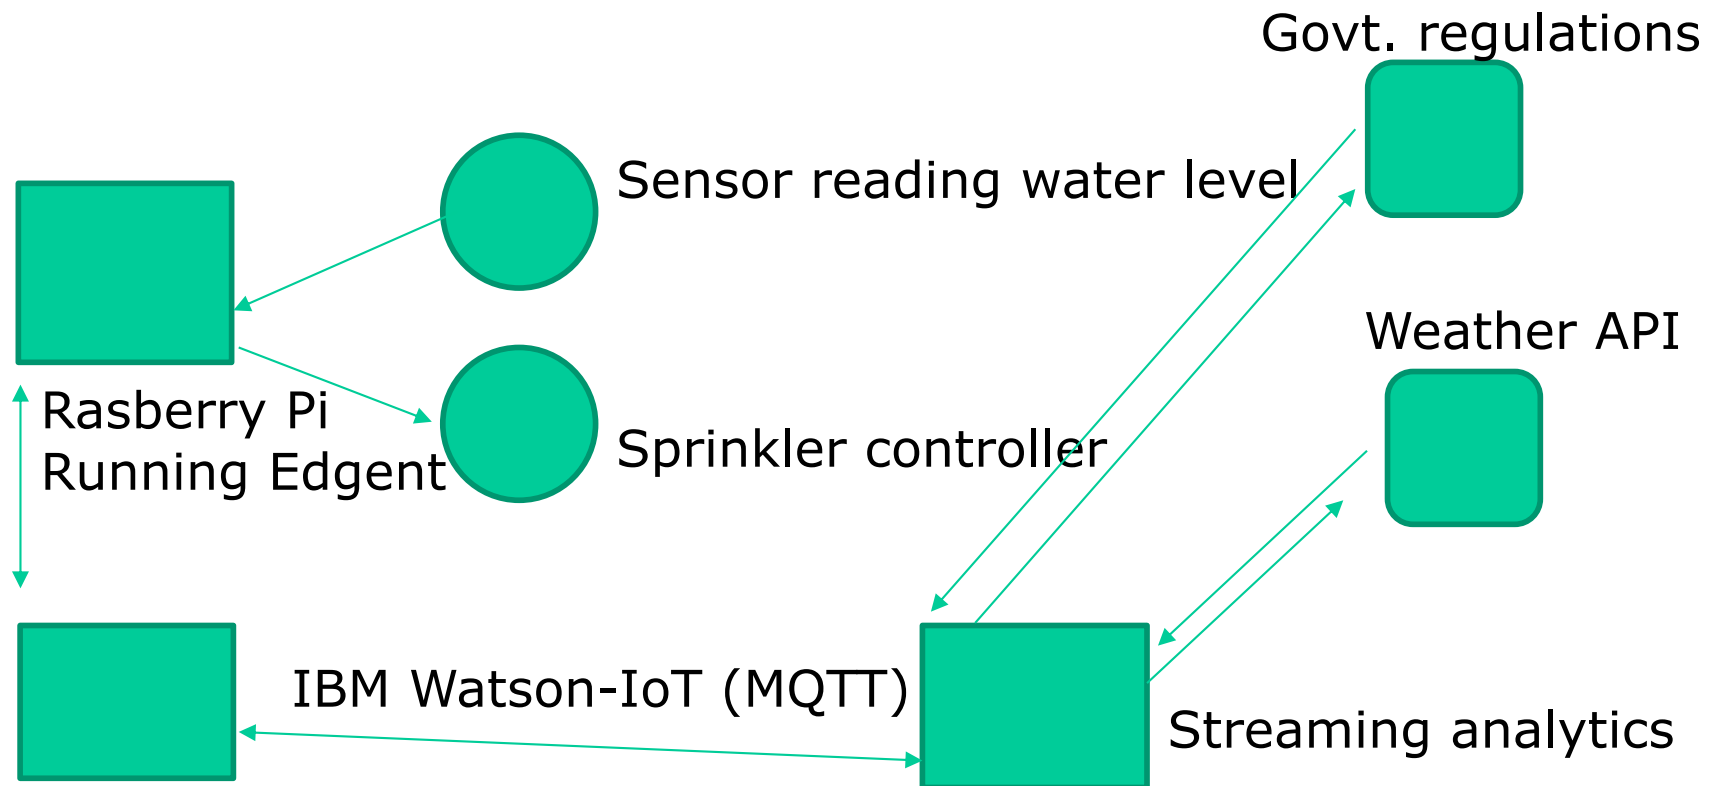 Govt. regulations
Sensor reading water level
Weather API
Rasberry Pi
Running Edgent
Sprinkler controller
IBM Watson-IoT (MQTT)
Streaming analytics